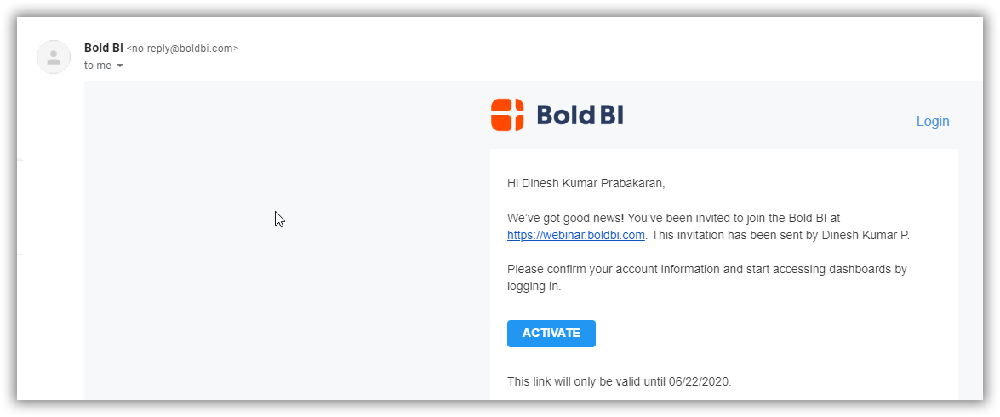 Bold BI <no-reply@boldbi.com>
to me
Bold BI
Login
Hi Dinesh Kumar Prabakaran,
We've got good news! You've been invited to join the Bold BI at
https://webinar.boldbi.com. This invitation has been sent by Dinesh Kumar P.
Please confirm your account information and start accessing dashboards by
logging in.
ACTIVATE
This link will only be valid until 06/22/2020.